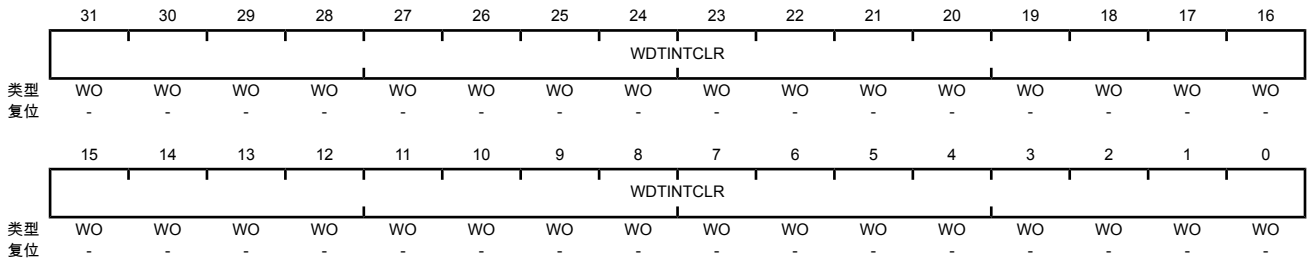 31 30 29 28 27 26 25 24 23 22 21 20 19 18 17 16
WDTINTCLR
类型 WO WO WO WO WO WO WO WO WO WO WO WO WO WO WO WO
复位 - - - - - - - - - - - - - - - -
15 14 13 12 11 10 9 8 7 6 5 4 3 2 1 0
WDTINTCLR
类型 WO WO WO WO WO WO WO WO WO WO WO WO WO WO WO WO
复位 - - - - - - - - - - - - - - - -